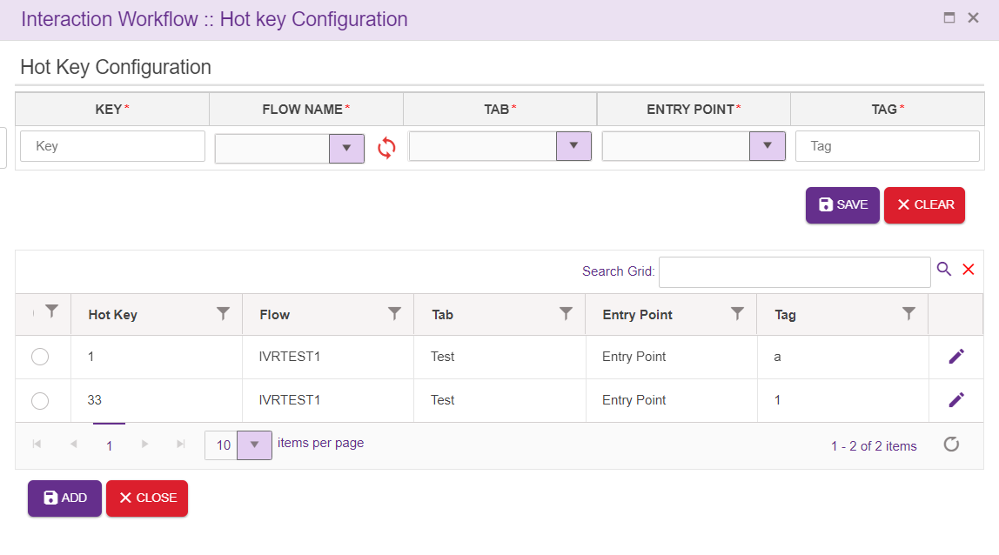 Interaction Workflow :: Hot key Configuration
Hot Key Configuration
KEY* FLOW NAME* TAB* ENTRY POINT* TAG*
Key Tag
SAVE CLEAR
Search Grid:
Hot Key Flow Tab Entry Point Tag
1 IVRTEST1 Test Entry Point a
33 IVRTEST1 Test Entry Point 1
1 10 items per page 1 - 2 of 2 items
ADD CLOSE